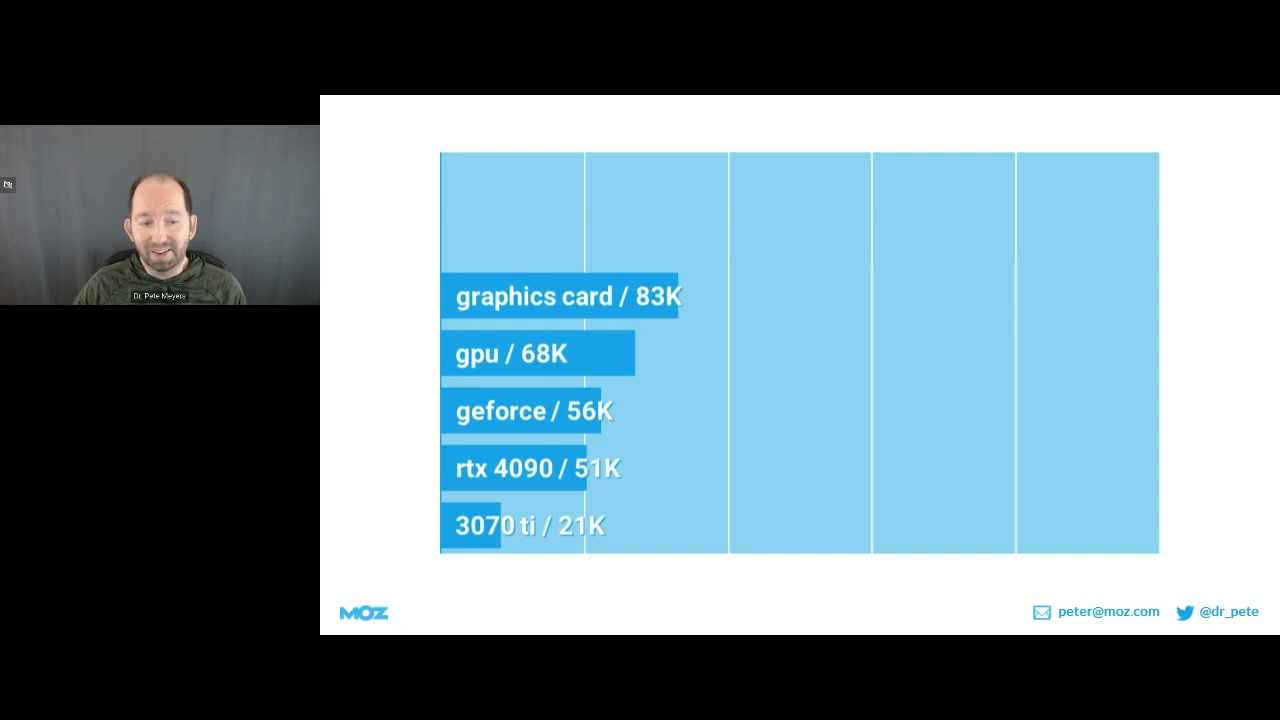 Dr. Pete Meyers
graphics card / 83K
gpu / 68K
geforce / 56K
rtx 4090 / 51K
3070 ti / 21K
MOZ
peter@moz.com
@dr_pete